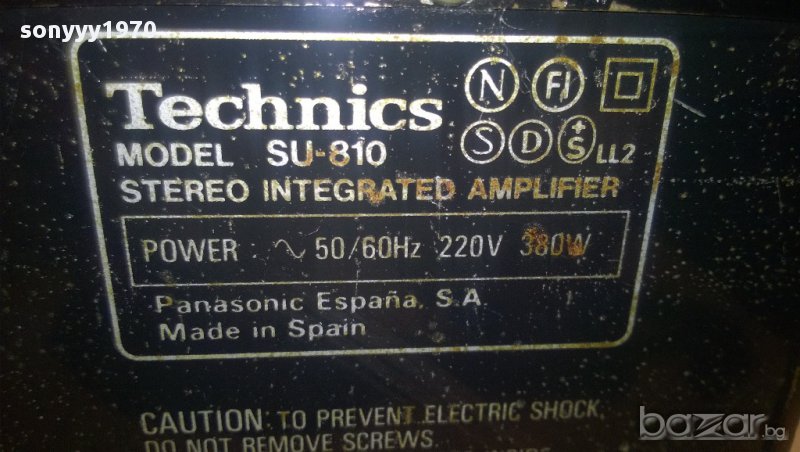 sonyyy1970
Technics
N FI
S D +S LL2
MODEL SU-810
STEREO INTEGRATED AMPLIFIER
POWER : ~ 50/60Hz 220V 380W
Panasonic España, S.A
Made in Spain
CAUTION: TO PREVENT ELECTRIC SHOCK,
DO NOT REMOVE SCREWS.
bazar.bg